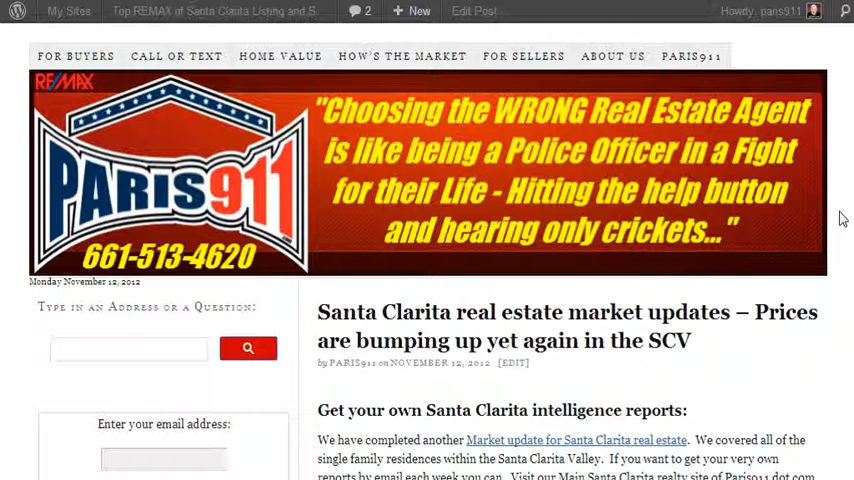 My Sites Top REMAX of Santa Clarita Listing and S... 2 + New Edit Post Howdy, paris911
FOR BUYERS CALL OR TEXT HOME VALUE HOW'S THE MARKET FOR SELLERS ABOUT US PARIS911
RE/MAX
PARIS911
.com
661-513-4620
"Choosing the WRONG Real Estate Agent
is like being a Police Officer in a Fight
for their Life - Hitting the help button
and hearing only crickets..."
Monday November 12, 2012
Type in an Address or a Question:
Enter your email address:
Santa Clarita real estate market updates – Prices
are bumping up yet again in the SCV
by PARIS911 on NOVEMBER 12, 2012 [EDIT]
Get your own Santa Clarita intelligence reports:
We have completed another Market update for Santa Clarita real estate. We covered all of the
single family residences within the Santa Clarita Valley. If you want to get your very own
reports by email each week you can. Visit our Main Santa Clarita realty site of Paris911 dot com